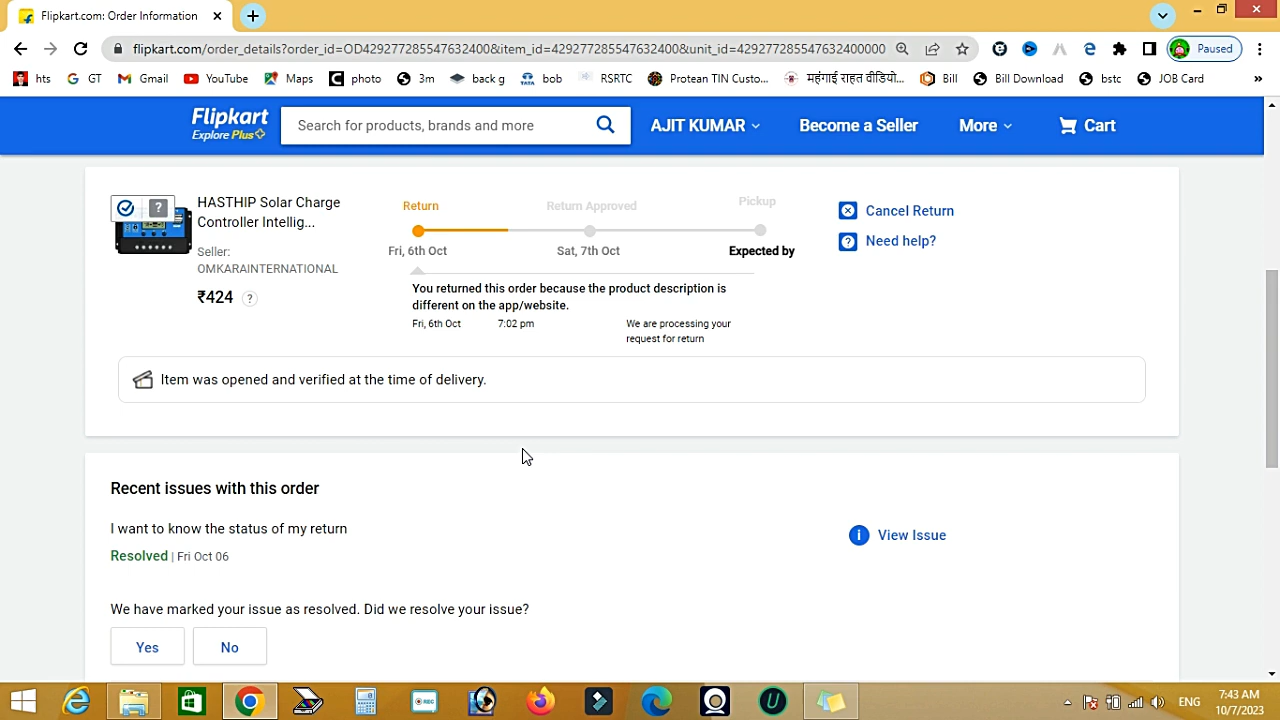 Flipkart.com: Order Information
flipkart.com/order_details?order_id=OD429277285547632400&item_id=429277285547632400&unit_id=429277285547632400000
Paused
hts GT Gmail YouTube Maps photo 3m back g bob RSRTC Protean TIN Custo... महंगाई राहत वीडियो... Bill Bill Download bstc JOB Card »
Flipkart
Explore Plus
Search for products, brands and more
AJIT KUMAR
Become a Seller
More
Cart
HASTHIP Solar Charge
Controller Intellig...
Seller:
OMKARAINTERNATIONAL
₹424 ?
Return Return Approved Pickup
Fri, 6th Oct Sat, 7th Oct Expected by
You returned this order because the product description is
different on the app/website.
Fri, 6th Oct 7:02 pm We are processing your
request for return
Cancel Return
Need help?
Item was opened and verified at the time of delivery.
Recent issues with this order
I want to know the status of my return
Resolved | Fri Oct 06
View Issue
We have marked your issue as resolved. Did we resolve your issue?
Yes No
REC
ENG
7:43 AM
10/7/2023